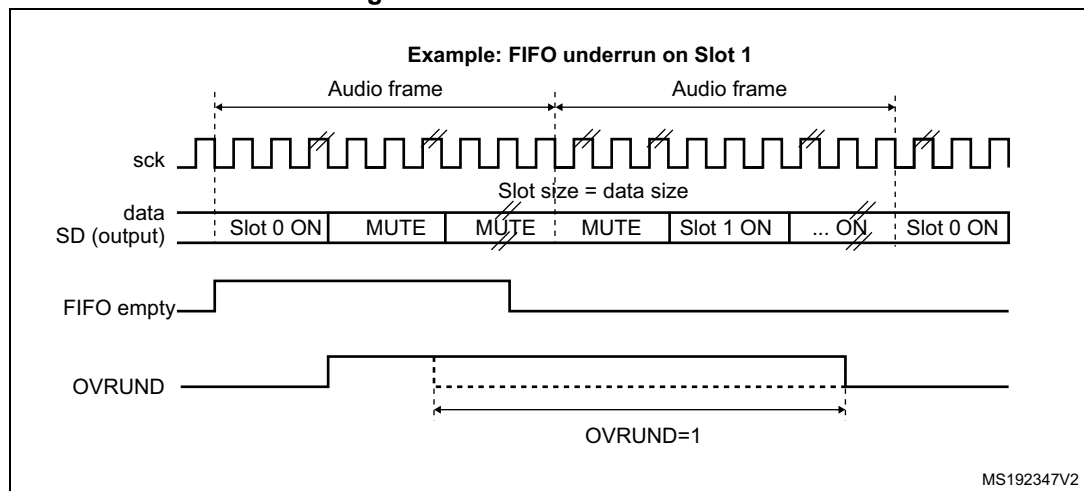 Example: FIFO underrun on Slot 1
Audio frame Audio frame
sck
Slot size = data size
data
SD (output) Slot 0 ON MUTE MUTE MUTE Slot 1 ON ... ON Slot 0 ON
FIFO empty
OVRUND
OVRUND=1
MS192347V2